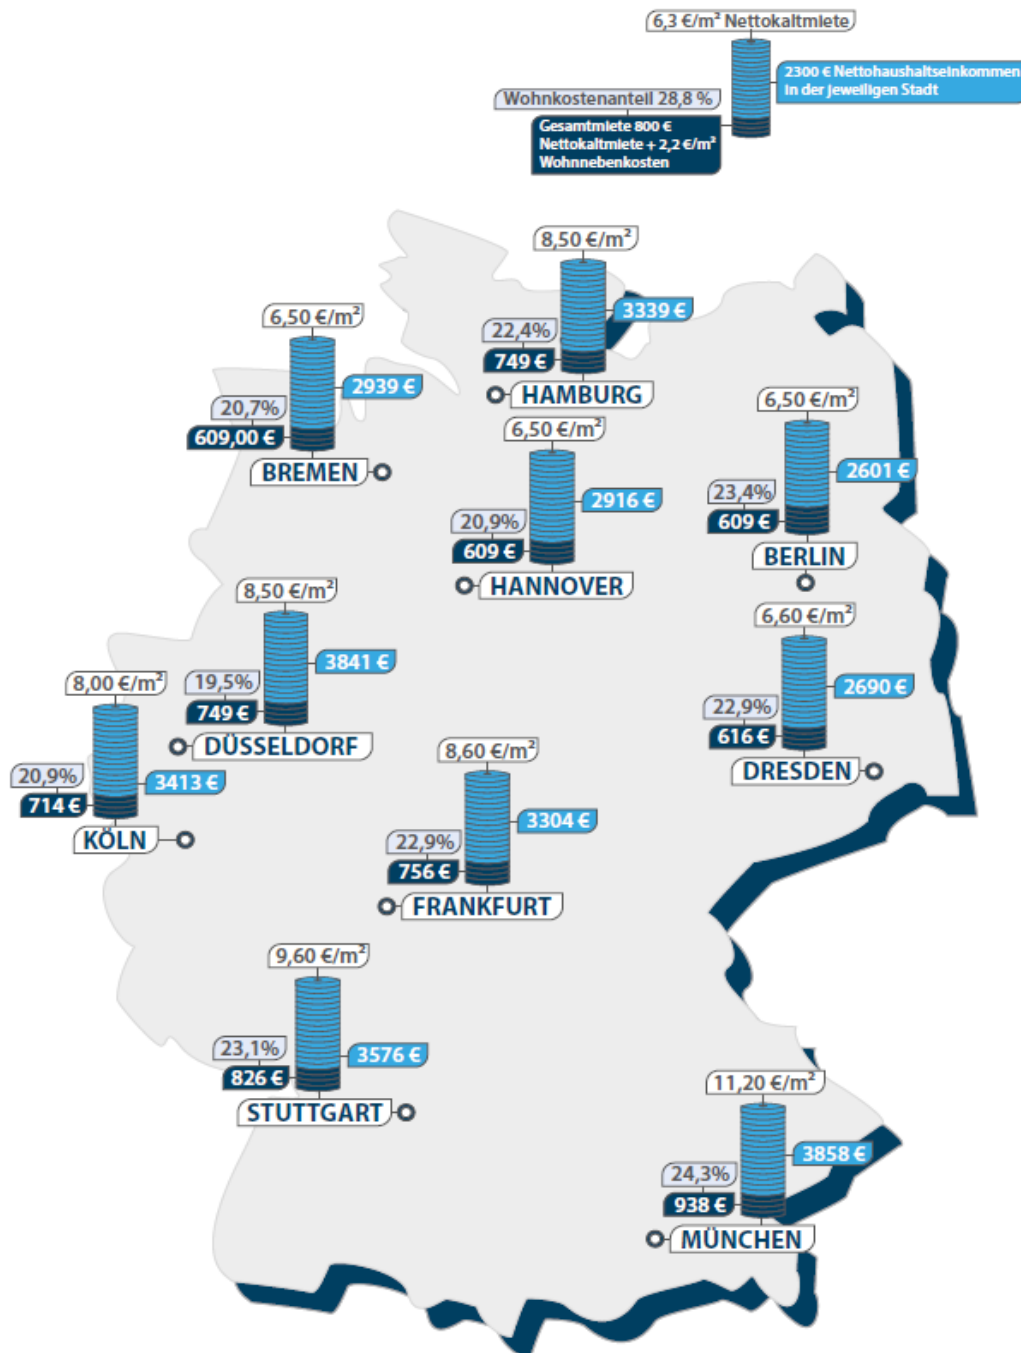 6,3 €/m² Nettokaltmiete
2300 € Nettohaushaltseinkommen
in der jeweiligen Stadt
Wohnkostenanteil 28,8 %
Gesamtmiete 800 €
Nettokaltmiete + 2,2 €/m²
Wohnnebenkosten
8,50 €/m²
3339 €
22,4%
749 €
HAMBURG
6,50 €/m²
2939 €
20,7%
609,00 €
BREMEN
6,50 €/m²
2916 €
20,9%
609 €
HANNOVER
6,50 €/m²
2601 €
23,4%
609 €
BERLIN
8,50 €/m²
3841 €
19,5%
749 €
DÜSSELDORF
6,60 €/m²
2690 €
22,9%
616 €
DRESDEN
8,00 €/m²
3413 €
20,9%
714 €
KÖLN
8,60 €/m²
3304 €
22,9%
756 €
FRANKFURT
9,60 €/m²
3576 €
23,1%
826 €
STUTTGART
11,20 €/m²
3858 €
24,3%
938 €
MÜNCHEN